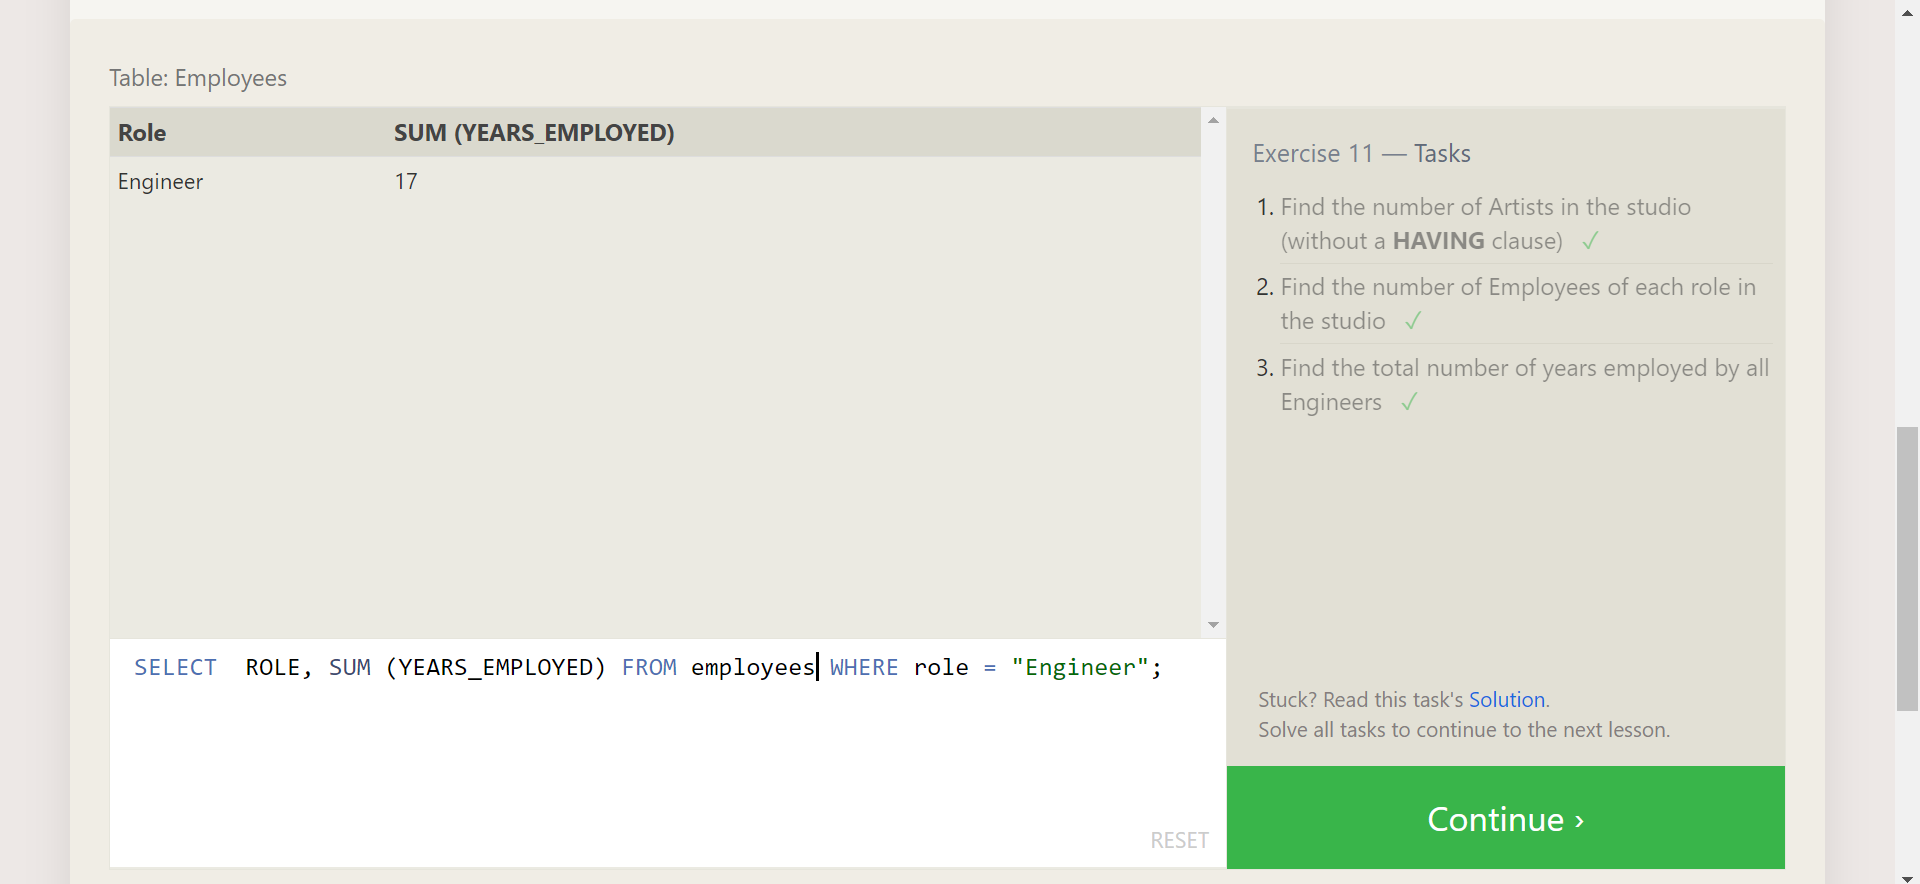 Table: Employees
Role SUM (YEARS_EMPLOYED)
Engineer 17
Exercise 11 — Tasks
1. Find the number of Artists in the studio
(without a HAVING clause) ✓
2. Find the number of Employees of each role in
the studio ✓
3. Find the total number of years employed by all
Engineers ✓
SELECT  ROLE, SUM (YEARS_EMPLOYED) FROM employees WHERE role = "Engineer";
RESET
Stuck? Read this task's Solution.
Solve all tasks to continue to the next lesson.
Continue ›